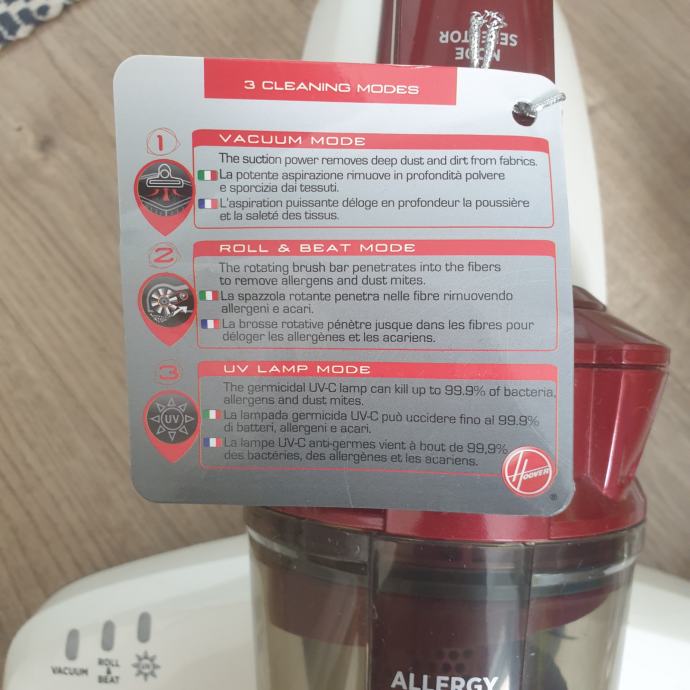 MODE
SELECTOR
3 CLEANING MODES
1
VACUUM MODE
The suction power removes deep dust and dirt from fabrics.
La potente aspirazione rimuove in profondità polvere
e sporcizia dai tessuti.
L'aspiration puissante déloge en profondeur la poussière
et la saleté des tissus.
2
ROLL & BEAT MODE
The rotating brush bar penetrates into the fibers
to remove allergens and dust mites.
La spazzola rotante penetra nelle fibre rimuovendo
allergeni e acari.
La brosse rotative pénètre jusque dans les fibres pour
déloger les allergènes et les acariens.
3
UV
UV LAMP MODE
The germicidal UV-C lamp can kill up to 99.9% of bacteria,
allergens and dust mites.
La lampada germicida UV-C può uccidere fino al 99.9%
di batteri, allergeni e acari.
La lampe UV-C anti-germes vient à bout de 99,9%
des bactéries, des allergènes et les acariens.
HOOVER
®
VACUUM
ROLL
&
BEAT
UV
ALLERGY